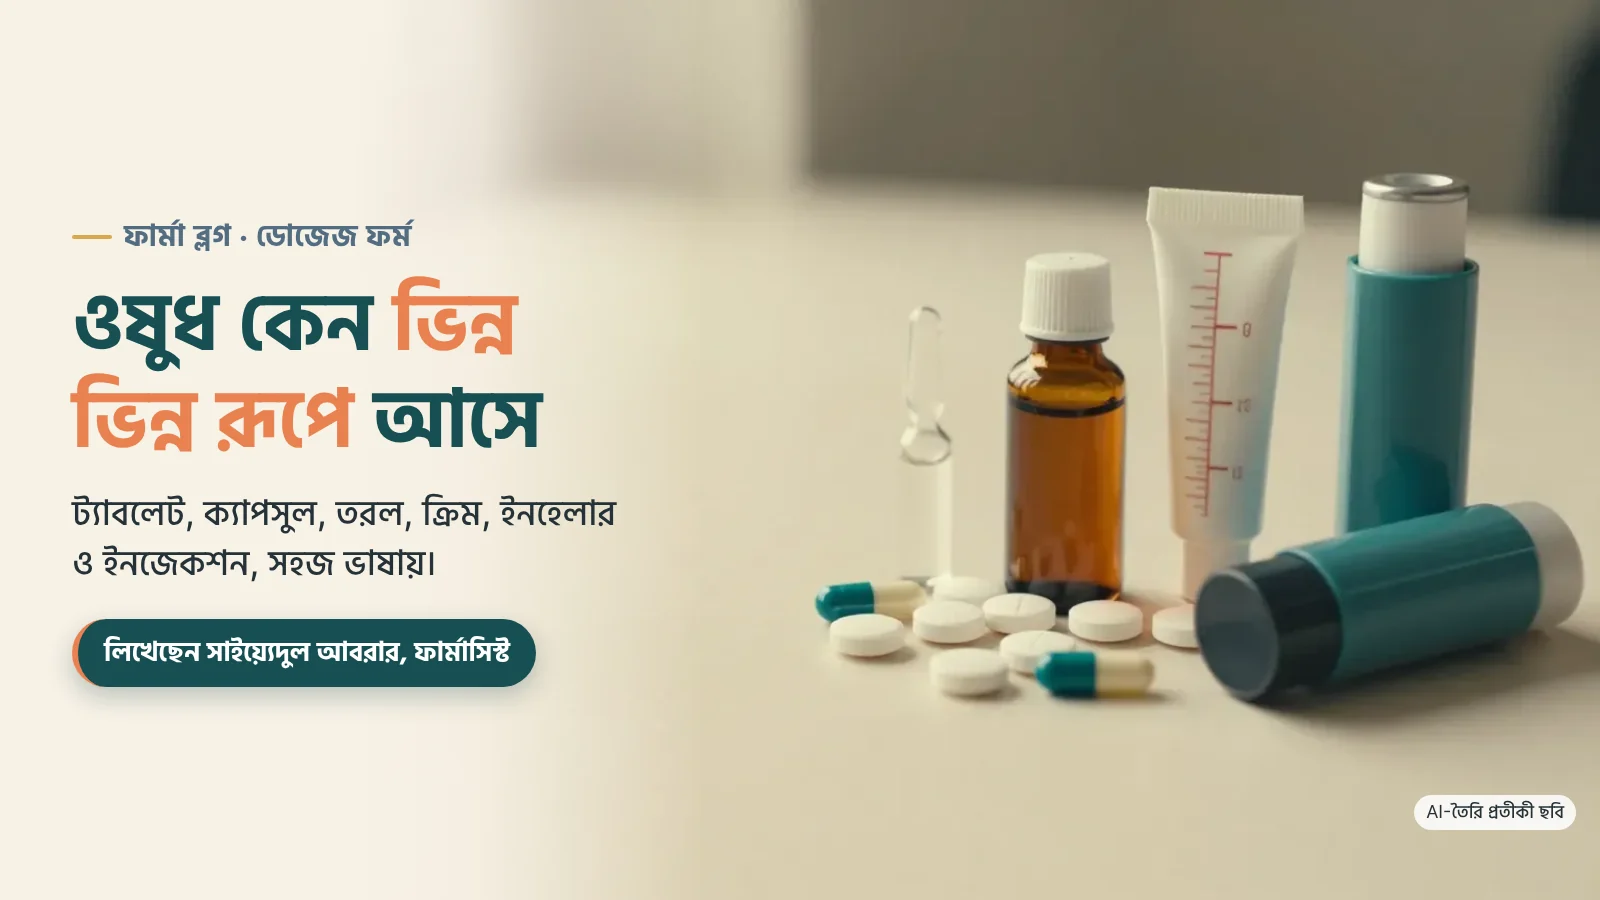 ফার্মা ব্লগ · ডোজেজ ফর্ম
ওষুধ কেন ভিন্ন
ভিন্ন রূপে আসে
ট্যাবলেট, ক্যাপসুল, তরল, ক্রিম, ইনহেলার
ও ইনজেকশন, সহজ ভাষায়।
লিখেছেন সাইয়্যেদুল আবরার, ফার্মাসিস্ট
AI-তৈরি প্রতীকী ছবি